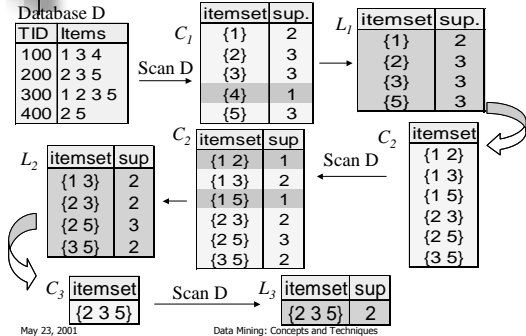 Database D
TID Items
100 1 3 4
200 2 3 5
300 1 2 3 5
400 2 5
Scan D
C1
itemset sup.
{1} 2
{2} 3
{3} 3
{4} 1
{5} 3
L1
itemset sup.
{1} 2
{2} 3
{3} 3
{5} 3
C2
itemset
{1 2}
{1 3}
{1 5}
{2 3}
{2 5}
{3 5}
Scan D
C2
itemset sup
{1 2} 1
{1 3} 2
{1 5} 1
{2 3} 2
{2 5} 3
{3 5} 2
L2
itemset sup
{1 3} 2
{2 3} 2
{2 5} 3
{3 5} 2
C3
itemset
{2 3 5}
Scan D
L3
itemset sup
{2 3 5} 2
May 23, 2001
Data Mining: Concepts and Techniques